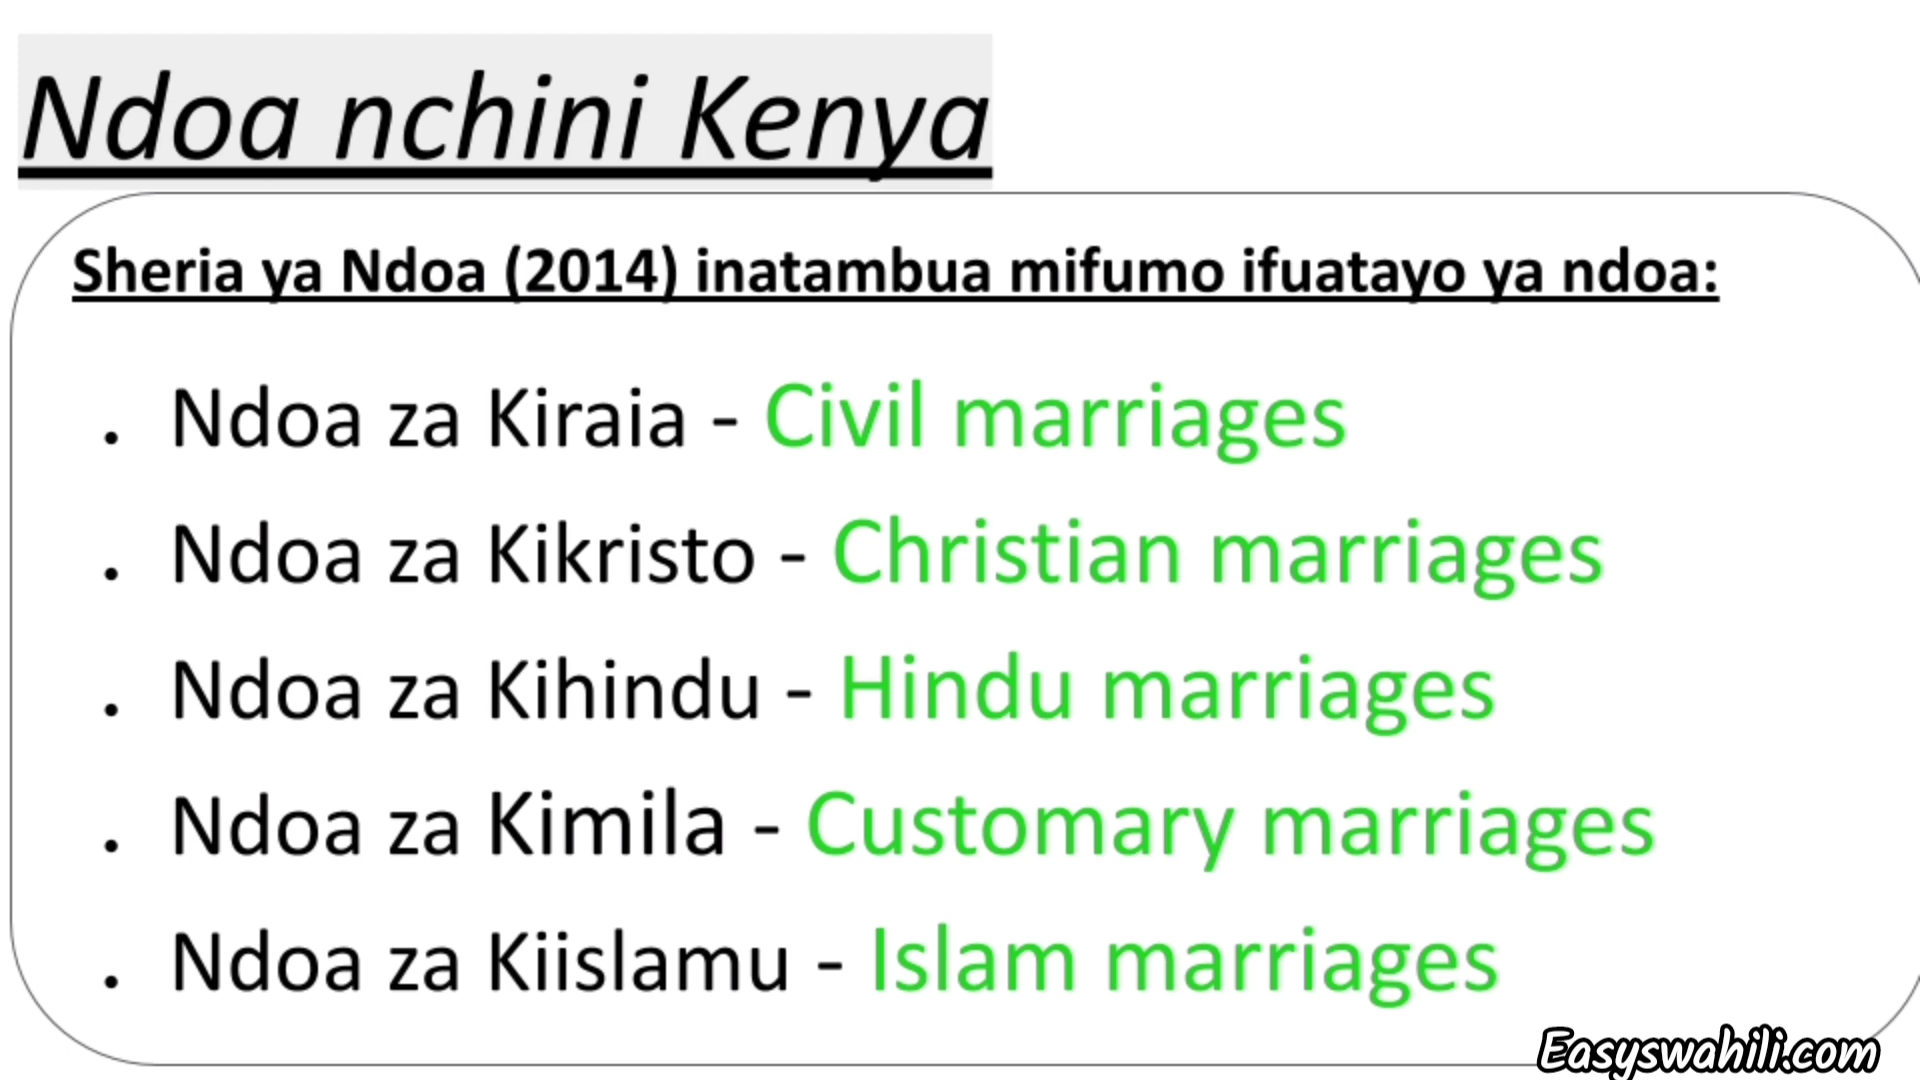 Ndoa nchini Kenya
Sheria ya Ndoa (2014) inatambua mifumo ifuatayo ya ndoa:
. Ndoa za Kiraia - Civil marriages
. Ndoa za Kikristo - Christian marriages
. Ndoa za Kihindu - Hindu marriages
. Ndoa za Kimila - Customary marriages
. Ndoa za Kiislamu - Islam marriages
Easyswahili.com